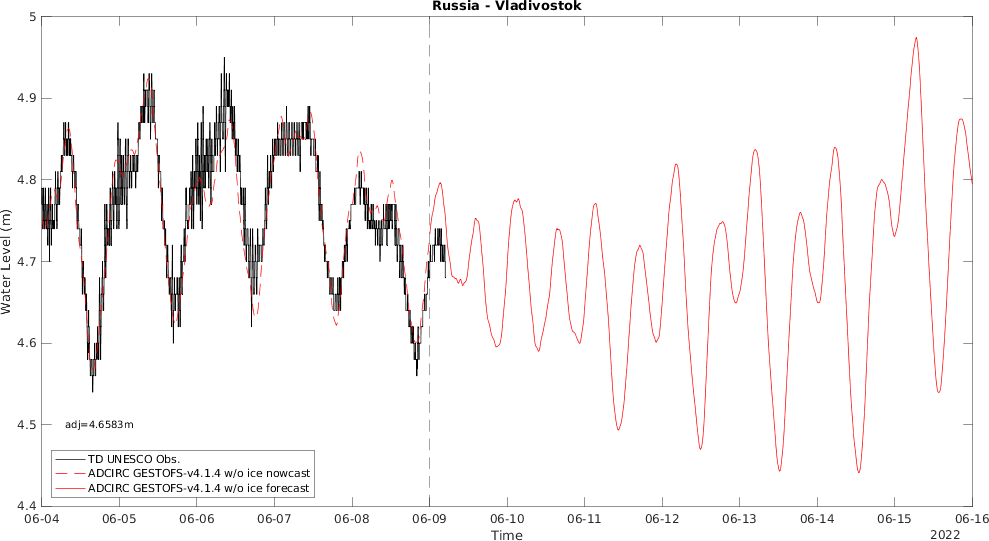 Russia - Vladivostok
5
4.9
4.8
4.7
4.6
4.5
4.4
Water Level (m)
adj=4.6583m
TD UNESCO Obs.
ADCIRC GESTOFS-v4.1.4 w/o ice nowcast
ADCIRC GESTOFS-v4.1.4 w/o ice forecast
06-04 06-05 06-06 06-07 06-08 06-09 06-10 06-11 06-12 06-13 06-14 06-15 06-16
Time
2022